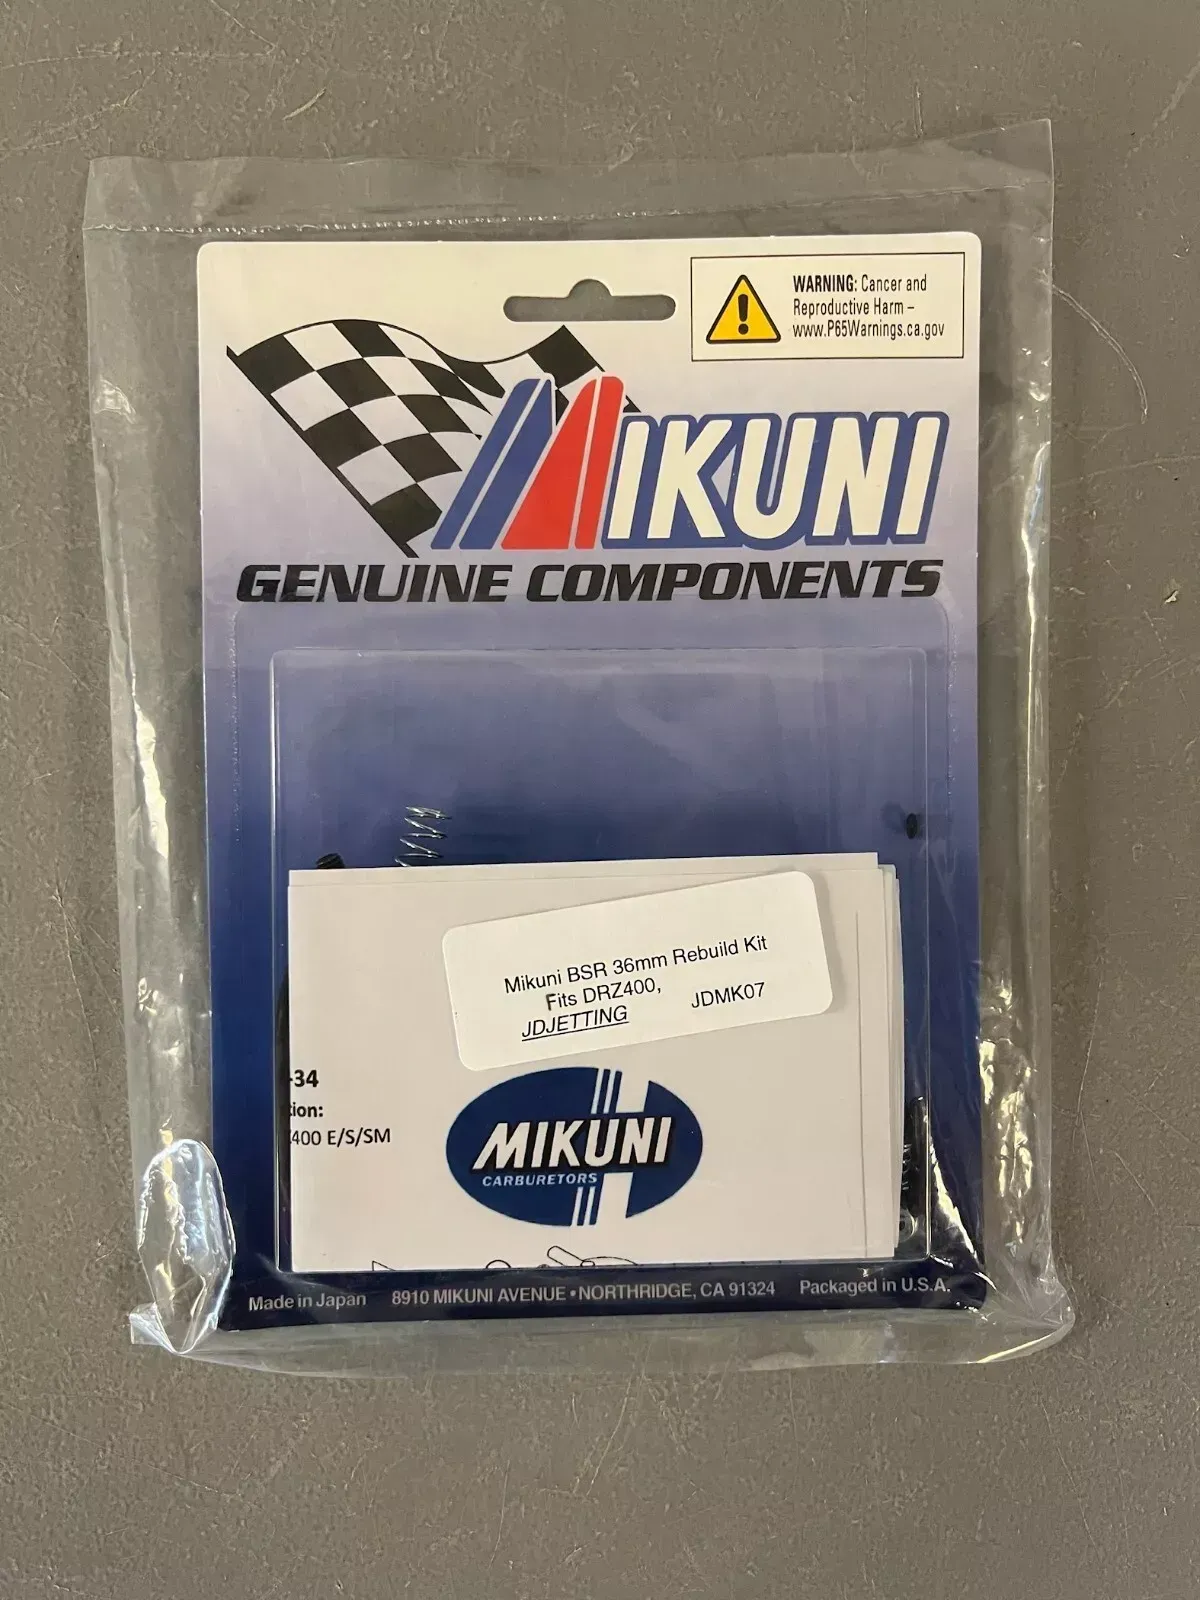 WARNING: Cancer and
Reproductive Harm –
www.P65Warnings.ca.gov
MIKUNI
GENUINE COMPONENTS
Mikuni BSR 36mm Rebuild Kit
Fits DRZ400,
JDJETTING JDMK07
-34
tion:
400 E/S/SM
MIKUNI
CARBURETORS
Made in Japan 8910 MIKUNI AVENUE • NORTHRIDGE, CA 91324 Packaged in U.S.A.